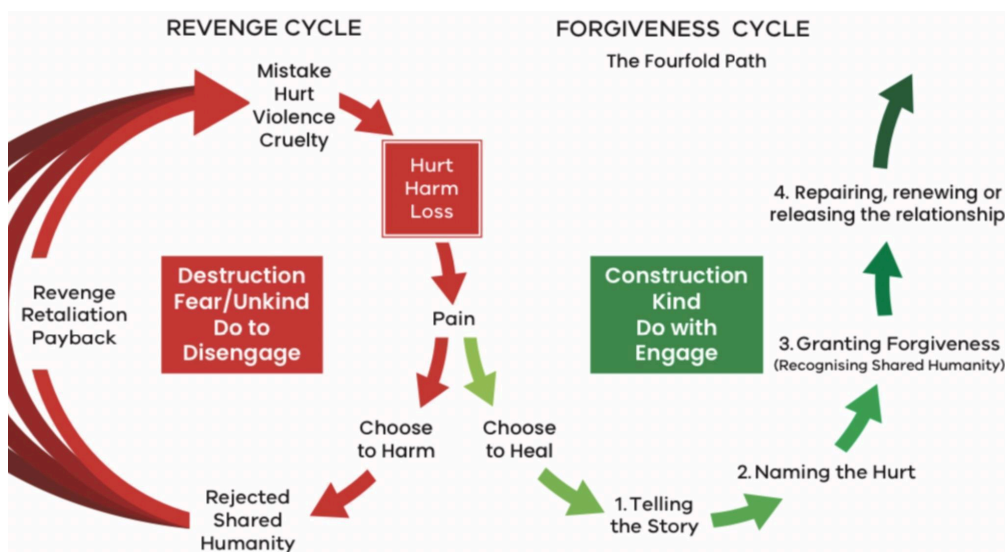 REVENGE CYCLE
Mistake
Hurt
Violence
Cruelty
Hurt
Harm
Loss
Destruction
Fear/Unkind
Do to
Disengage
Revenge
Retaliation
Payback
Pain
Choose
to Harm
Rejected
Shared
Humanity
FORGIVENESS CYCLE
The Fourfold Path
Construction
Kind
Do with
Engage
Choose
to Heal
1. Telling
the Story
2. Naming the Hurt
3. Granting Forgiveness
(Recognising Shared Humanity)
4. Repairing, renewing or
releasing the relationship